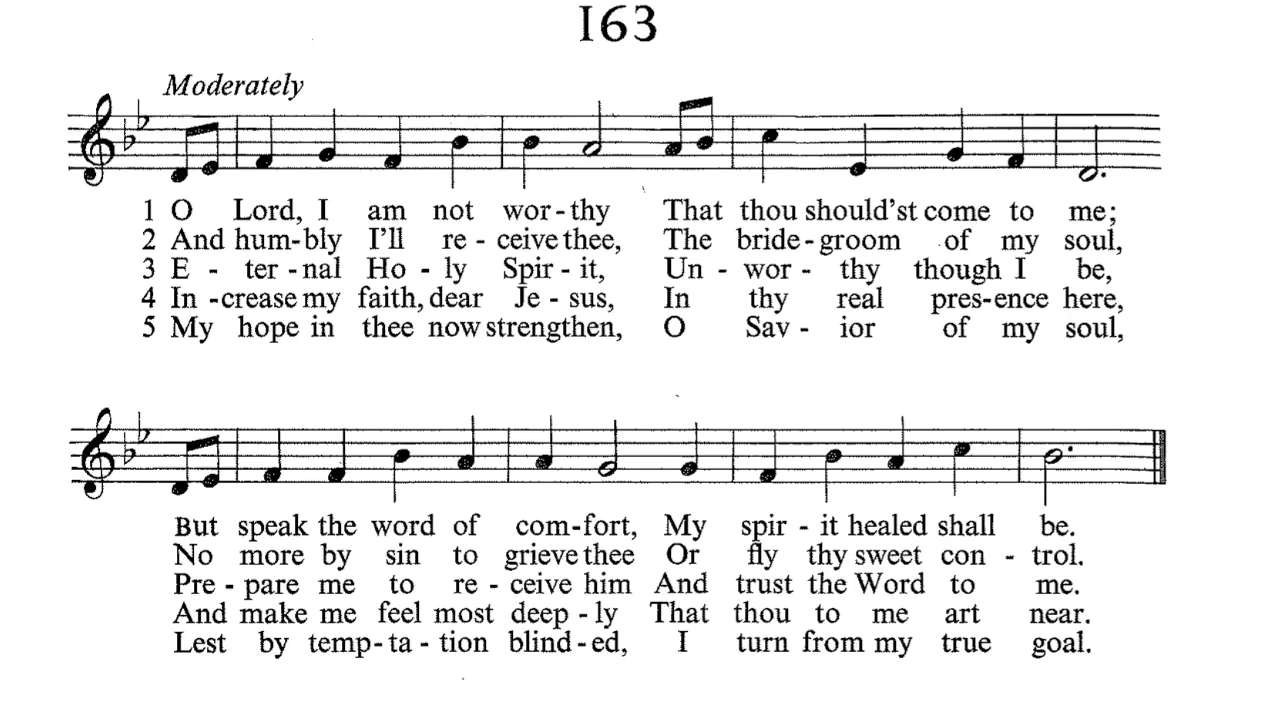 163
Moderately
1 O Lord, I am not wor-thy That thou should'st come to me;
2 And hum-bly I'll re - ceive thee, The bride-groom of my soul,
3 E - ter - nal Ho - ly Spir - it, Un - wor - thy though I be,
4 In -crease my faith, dear Je - sus, In thy real pres-ence here,
5 My hope in thee now strengthen, O Sav - ior of my soul,
But speak the word of com-fort, My spir - it healed shall be.
No more by sin to grieve thee Or fly thy sweet con - trol.
Pre - pare me to re - ceive him And trust the Word to me.
And make me feel most deep - ly That thou to me art near.
Lest by temp-ta - tion blind-ed, I turn from my true goal.